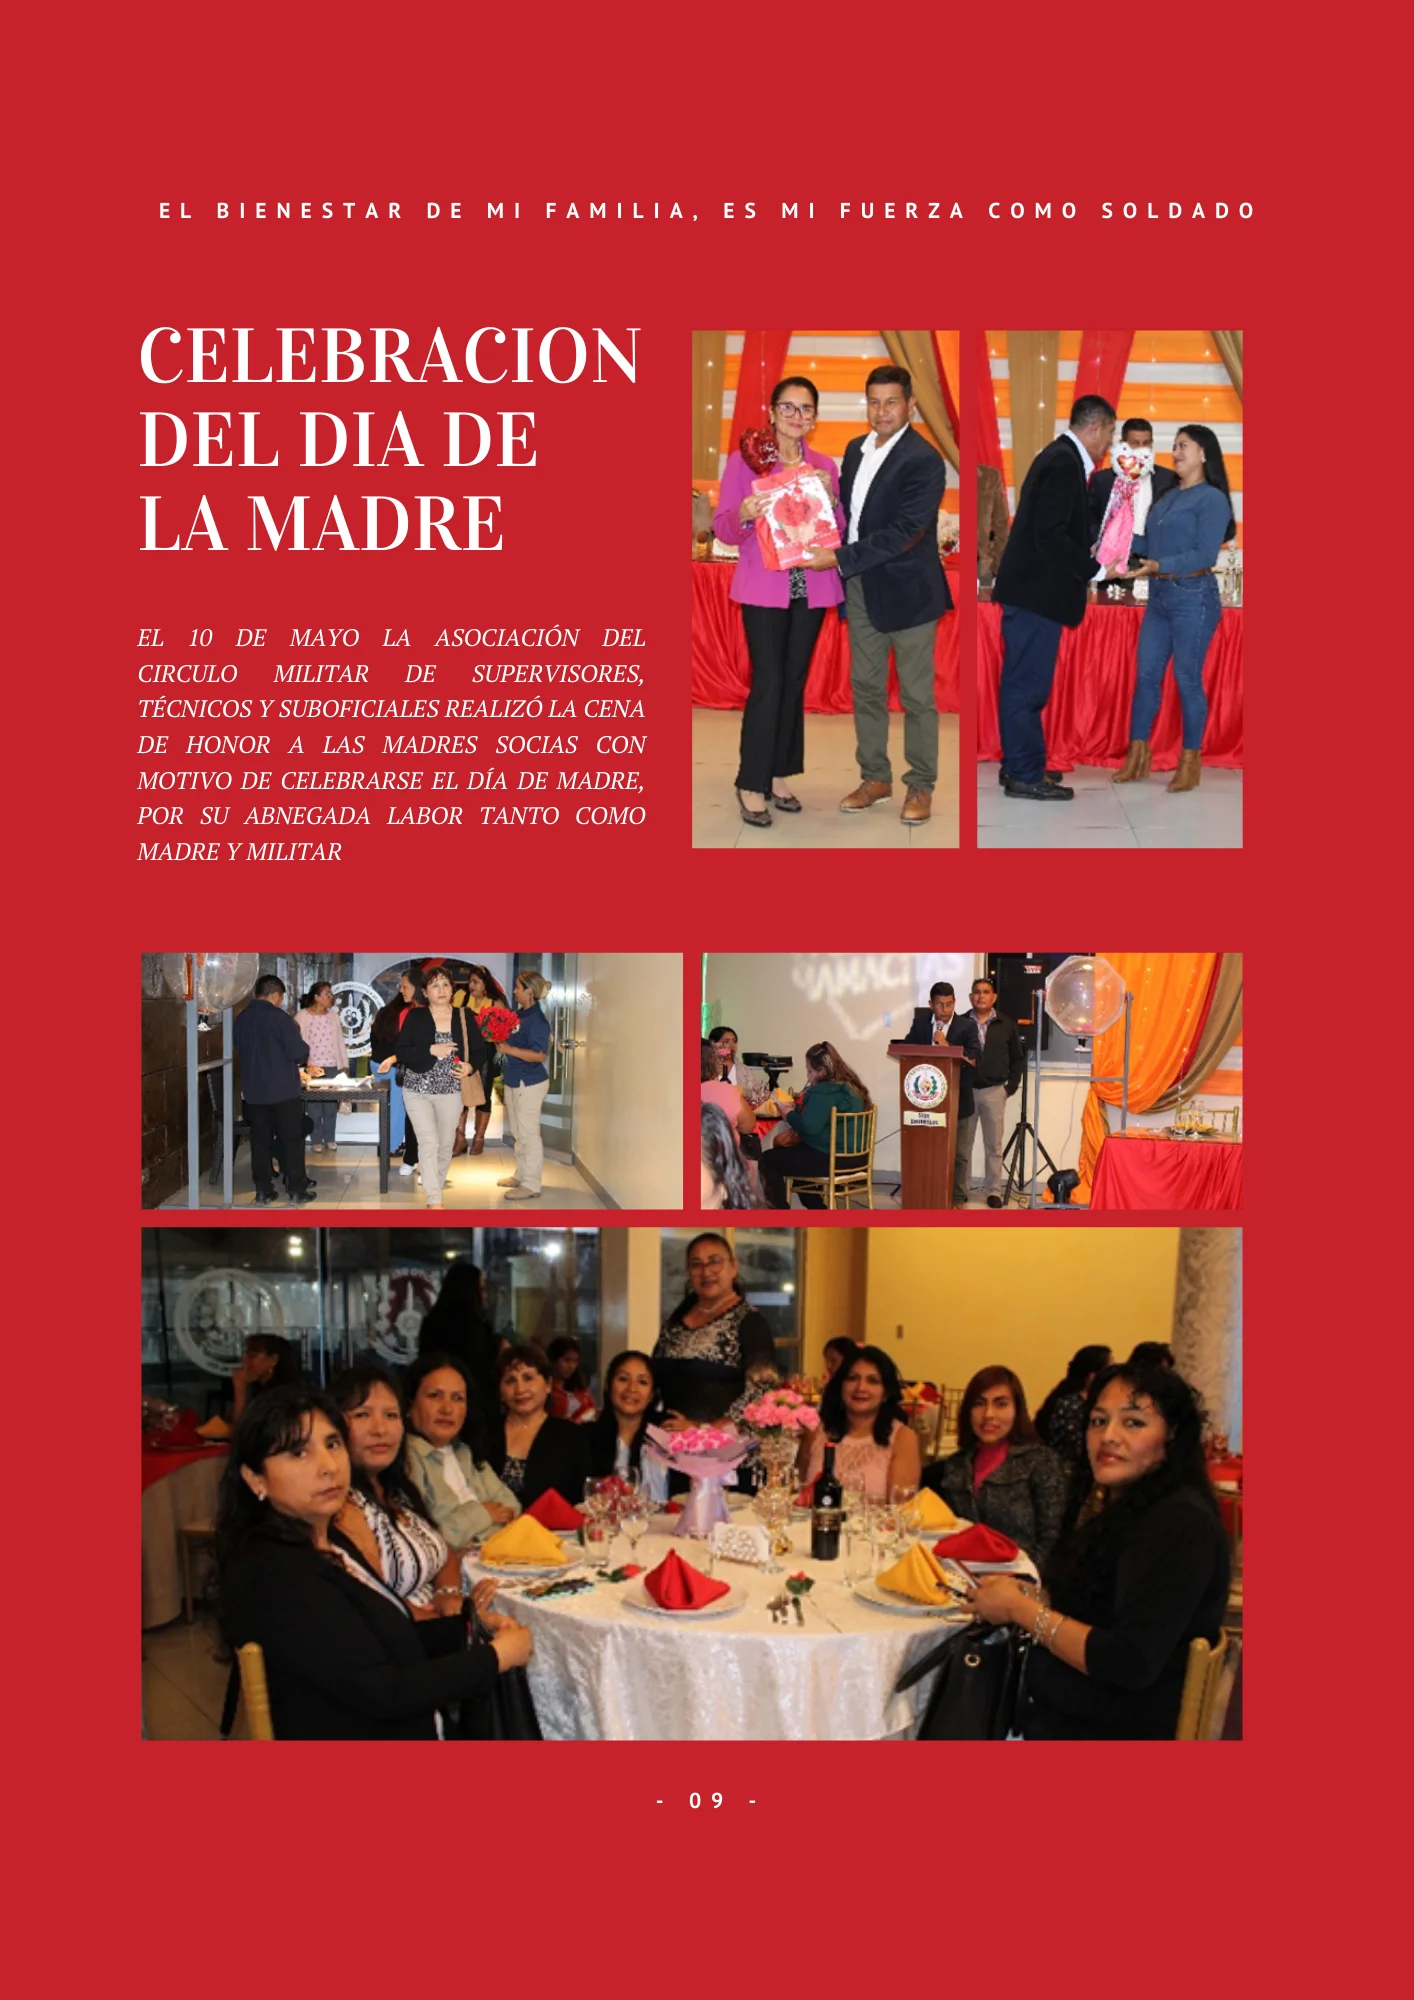 EL BIENESTAR DE MI FAMILIA, ES MI FUERZA COMO SOLDADO
CELEBRACION
DEL DIA DE
LA MADRE
EL 10 DE MAYO LA ASOCIACIÓN DEL
CIRCULO MILITAR DE SUPERVISORES,
TÉCNICOS Y SUBOFICIALES REALIZÓ LA CENA
DE HONOR A LAS MADRES SOCIAS CON
MOTIVO DE CELEBRARSE EL DÍA DE MADRE,
POR SU ABNEGADA LABOR TANTO COMO
MADRE Y MILITAR
MAMACITAS
- 09 -